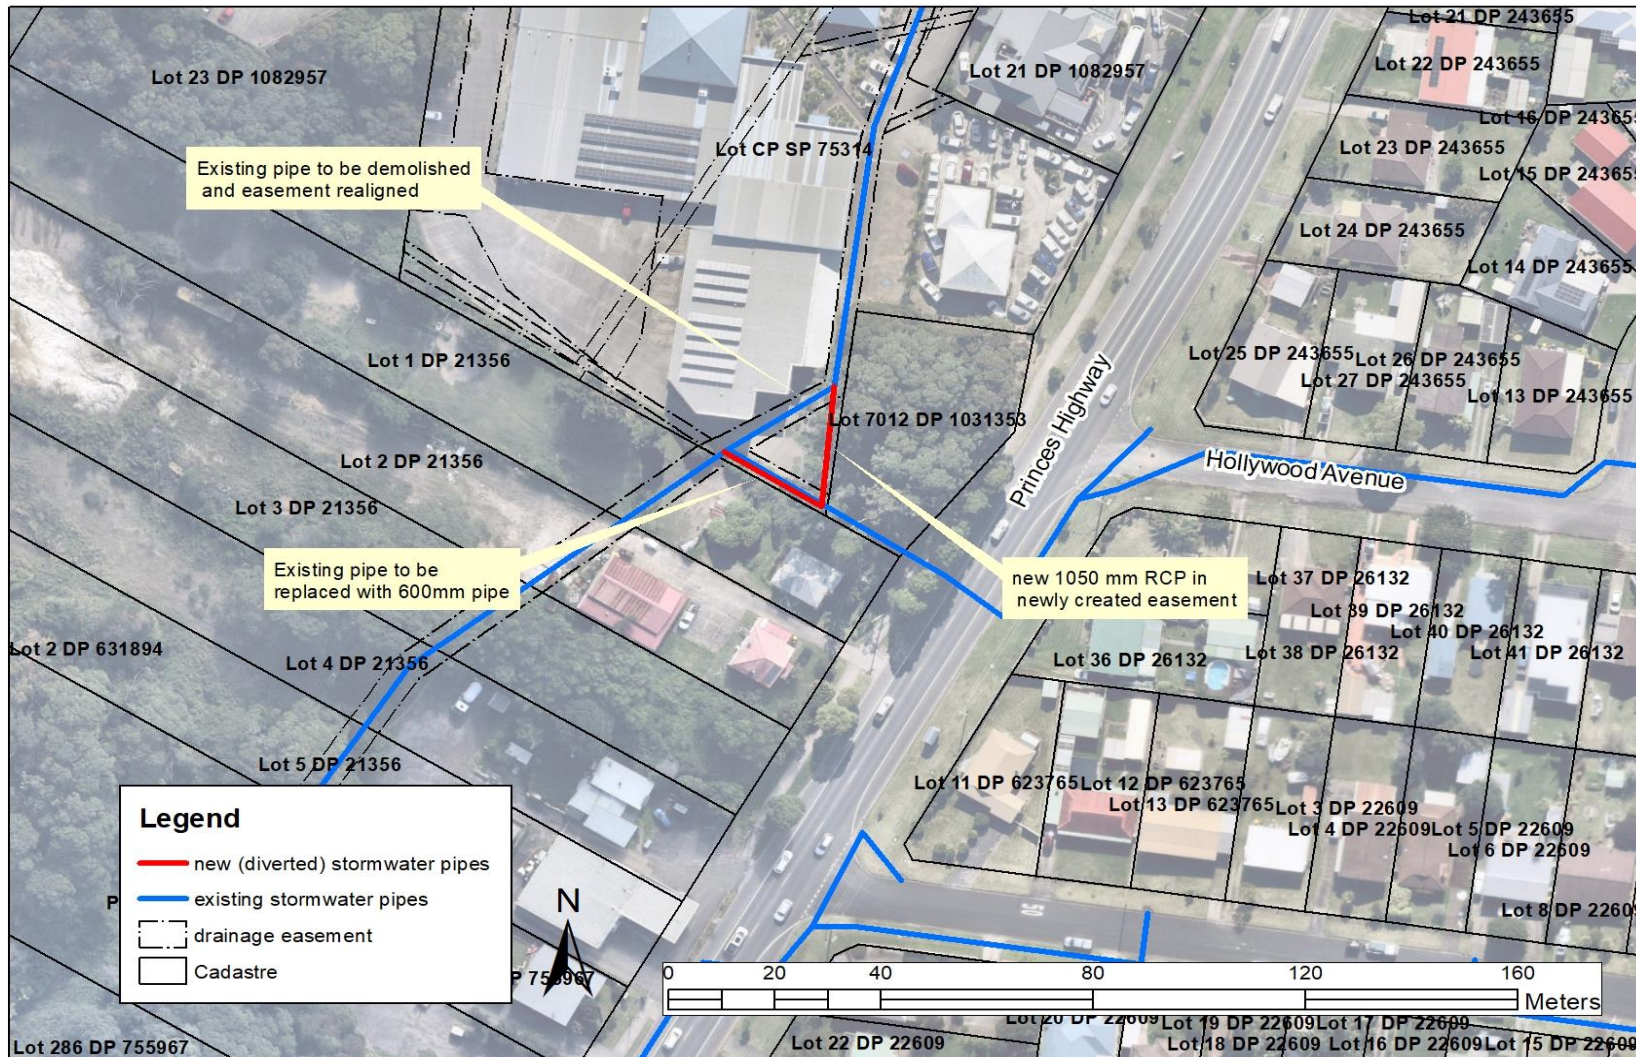 Lot 21 DP 243655
Lot 23 DP 1082957
Lot 21 DP 1082957
Lot 22 DP 243655
Lot 16 DP 243655
Lot CP SP 75314
Lot 23 DP 243655
Existing pipe to be demolished
and easement realigned
Lot 15 DP 243655
Lot 24 DP 243655
Lot 14 DP 243655
Lot 1 DP 21356
Lot 25 DP 243655
Lot 26 DP 243655
Lot 27 DP 243655
Lot 13 DP 243655
Princes Highway
Lot 7012 DP 1031353
Lot 2 DP 21356
Hollywood Avenue
Lot 3 DP 21356
Existing pipe to be
replaced with 600mm pipe
new 1050 mm RCP in
newly created easement
Lot 37 DP 26132
Lot 39 DP 26132
Lot 40 DP 26132
Lot 2 DP 631894
Lot 4 DP 21356
Lot 36 DP 26132
Lot 38 DP 26132
Lot 41 DP 26132
Lot 5 DP 21356
Lot 11 DP 623765
Lot 12 DP 623765
Lot 13 DP 623765
Lot 3 DP 22609
Lot 4 DP 22609
Lot 5 DP 22609
Lot 6 DP 22609
Legend
new (diverted) stormwater pipes
existing stormwater pipes
drainage easement
Cadastre
P
N
50
Lot 8 DP 22609
P 755967
0 20 40 80 120 160
Meters
Lot 20 DP 22609
Lot 19 DP 22609
Lot 17 DP 22609
Lot 286 DP 755967
Lot 22 DP 22609
Lot 18 DP 22609
Lot 16 DP 22609
Lot 15 DP 22609